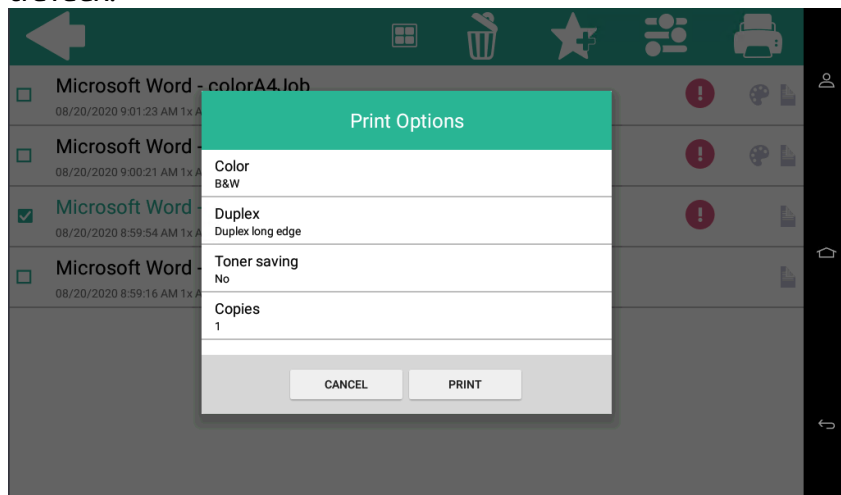 Microsoft Word - colorA4Job
08/20/2020 9:01:23 AM 1x A
Microsoft Word -
08/20/2020 9:00:21 AM 1x A
Microsoft Word -
08/20/2020 8:59:54 AM 1x A
Microsoft Word -
08/20/2020 8:59:16 AM 1x A
Print Options
Color
B&W
Duplex
Duplex long edge
Toner saving
No
Copies
1
CANCEL PRINT